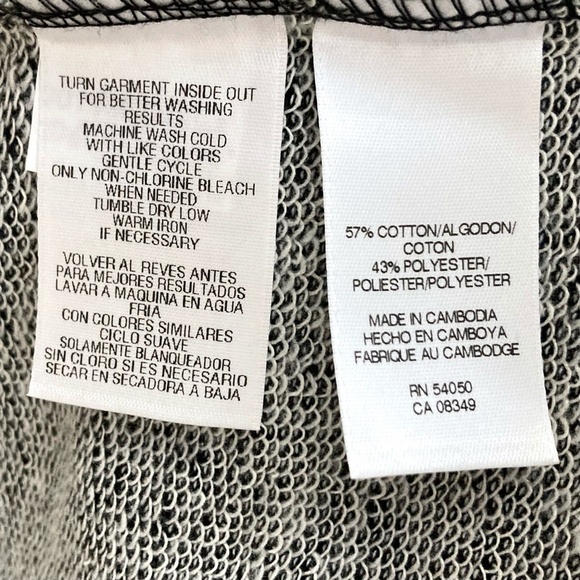 TURN GARMENT INSIDE OUT
FOR BETTER WASHING
RESULTS
MACHINE WASH COLD
WITH LIKE COLORS
GENTLE CYCLE
ONLY NON-CHLORINE BLEACH
WHEN NEEDED
TUMBLE DRY LOW
WARM IRON
IF NECESSARY
VOLVER AL REVES ANTES
PARA MEJORES RESULTADOS
LAVAR A MAQUINA EN AGUA
FRIA
CON COLORES SIMILARES
CICLO SUAVE
SOLAMENTE BLANQUEADOR
SIN CLORO SI ES NECESARIO
SECAR EN SECADORA A BAJA
57% COTTON/ALGODON/
COTON
43% POLYESTER/
POLIESTER/POLYESTER
MADE IN CAMBODIA
HECHO EN CAMBOYA
FABRIQUE AU CAMBODGE
RN 54050
CA 08349